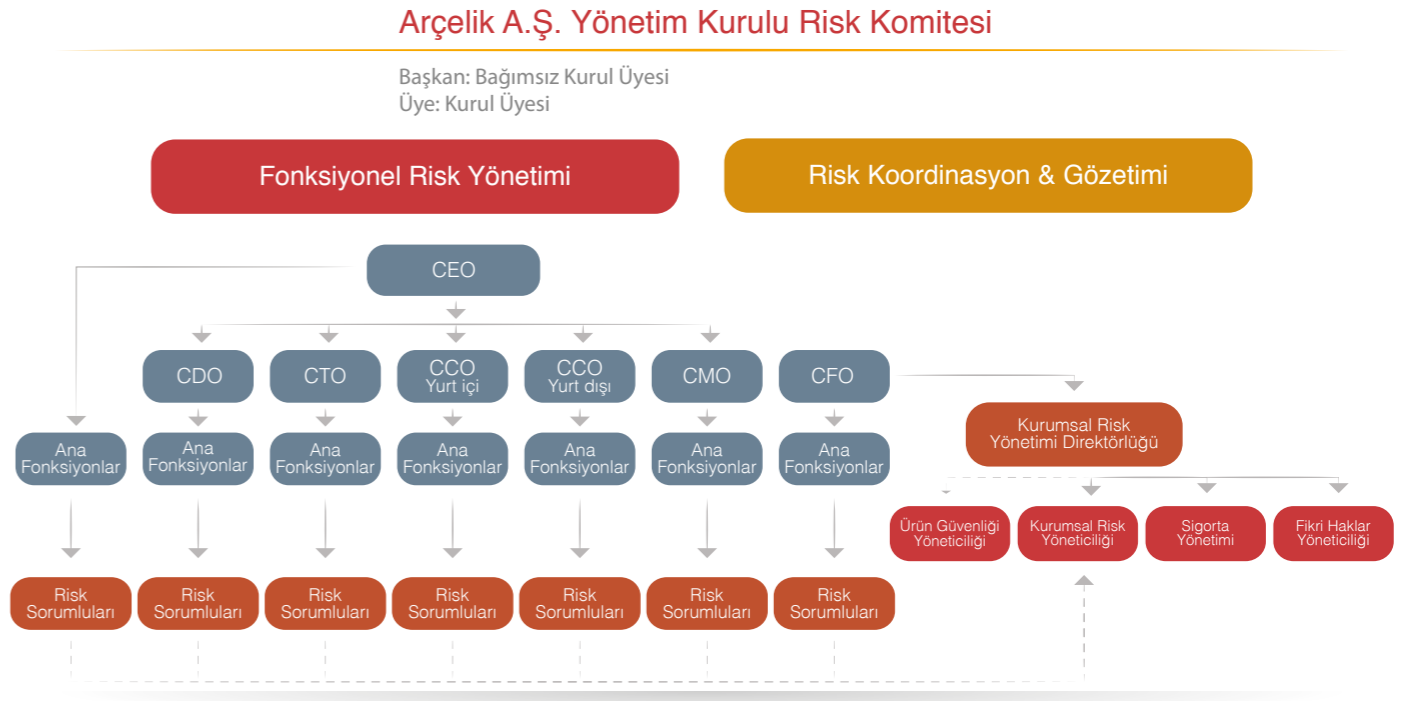 Arçelik A.Ş. Yönetim Kurulu Risk Komitesi
Başkan: Bağımsız Kurul Üyesi
Üye: Kurul Üyesi
Fonksiyonel Risk Yönetimi
Risk Koordinasyon & Gözetimi
CEO
CDO
CTO
CCO
Yurt içi
CCO
Yurt dışı
CMO
CFO
Kurumsal Risk
Yönetimi Direktörlüğü
Ana
Fonksiyonlar
Ana
Fonksiyonlar
Ana
Fonksiyonlar
Ana
Fonksiyonlar
Ana
Fonksiyonlar
Ana
Fonksiyonlar
Ana
Fonksiyonlar
Ürün Güvenliği
Yöneticiliği
Kurumsal Risk
Yöneticiliği
Sigorta
Yönetimi
Fikri Haklar
Yöneticiliği
Risk
Sorumluları
Risk
Sorumluları
Risk
Sorumluları
Risk
Sorumluları
Risk
Sorumluları
Risk
Sorumluları
Risk
Sorumluları